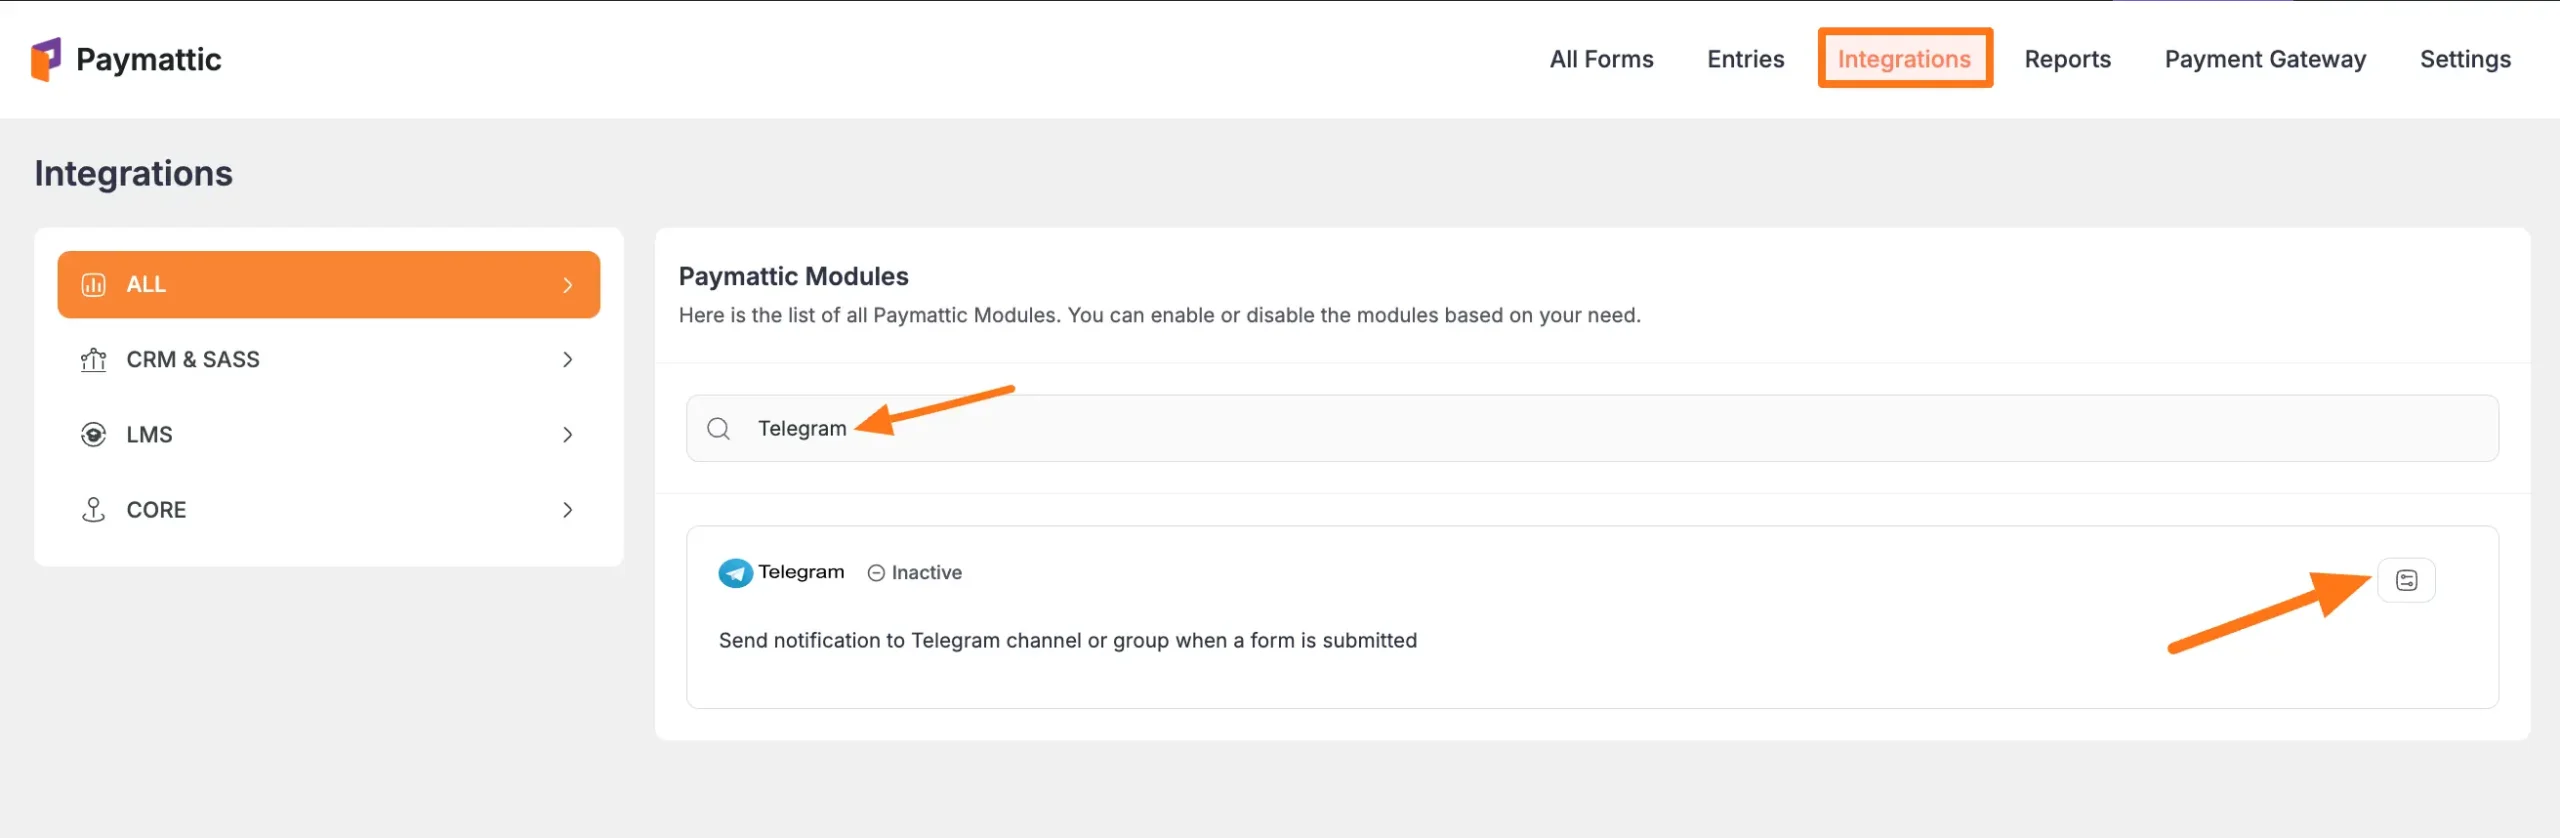 Paymattic
All Forms Entries Integrations Reports Payment Gateway Settings
Integrations
ALL
CRM & SASS
LMS
CORE
Paymattic Modules
Here is the list of all Paymattic Modules. You can enable or disable the modules based on your need.
Telegram
Telegram Inactive
Send notification to Telegram channel or group when a form is submitted